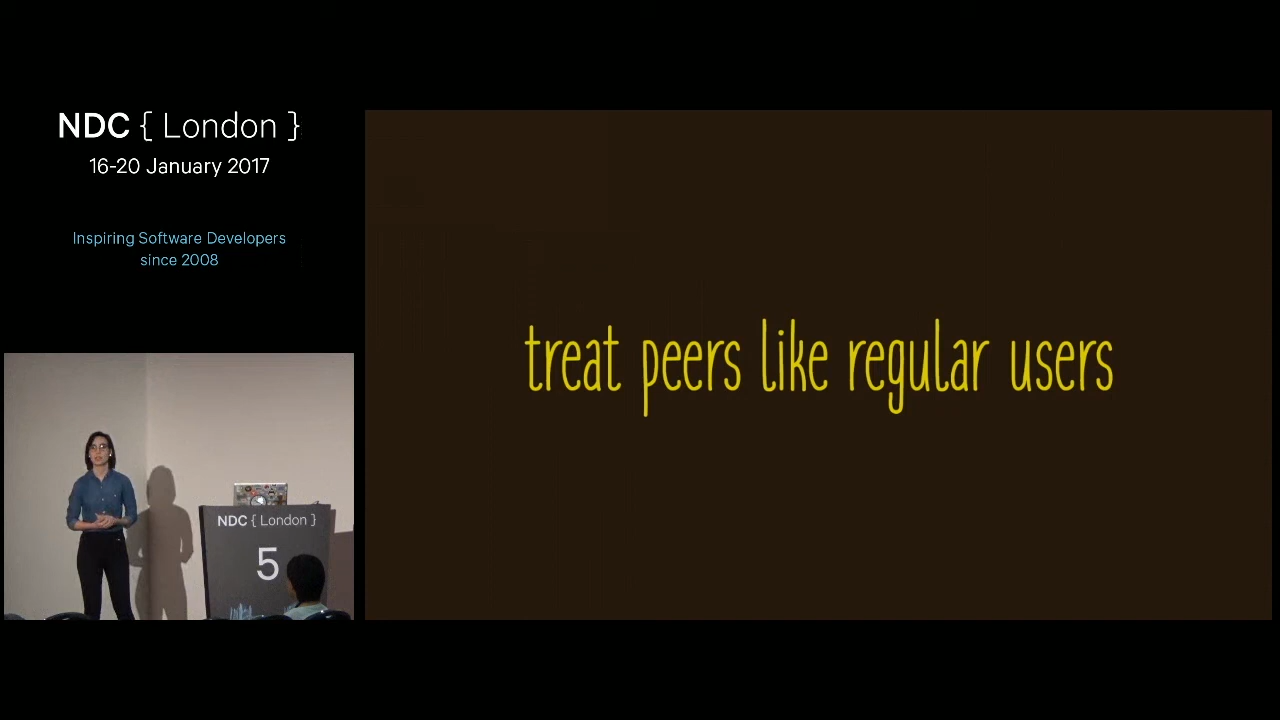 NDC { London }
16-20 January 2017
Inspiring Software Developers
since 2008
treat peers like regular users
NDC { London }
5